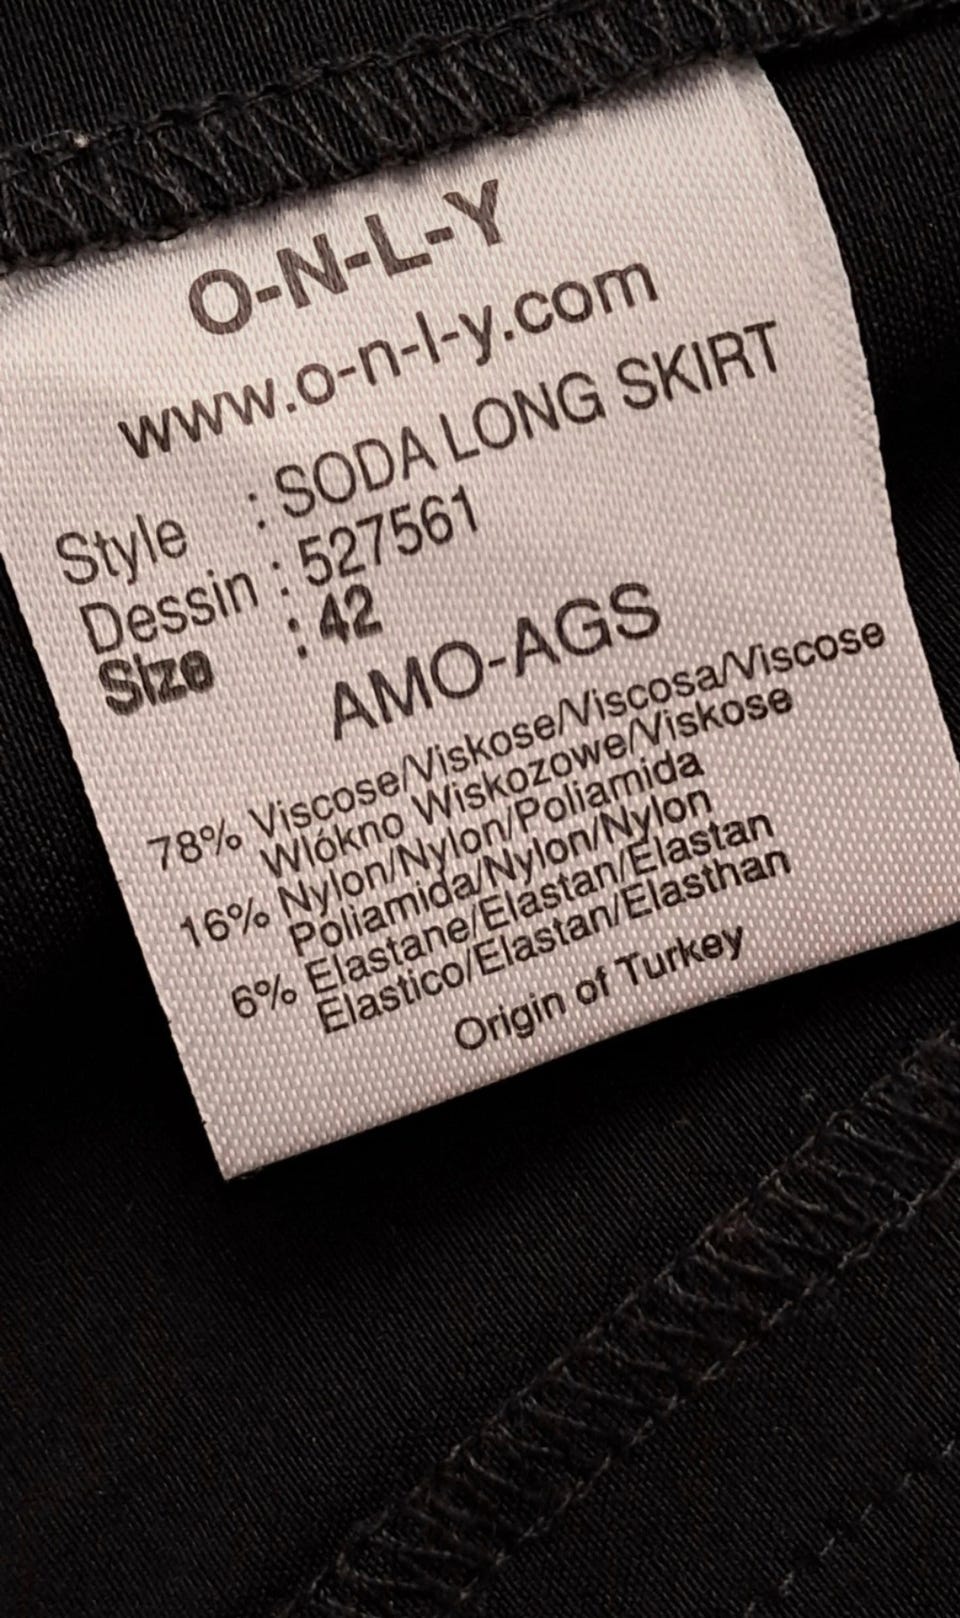 O-N-L-Y
www.o-n-l-y.com
Style : SODA LONG SKIRT
Dessin : 527561
Size : 42
AMO-AGS
78% Viscose/Viskose/Viscosa/Viscose
Wlókno Wiskozowe/Viskose
16% Nylon/Nylon/Poliamida
Poliamida/Nylon/Nylon
6% Elastane/Elastan/Elastan
Elastico/Elastan/Elasthan
Origin of Turkey